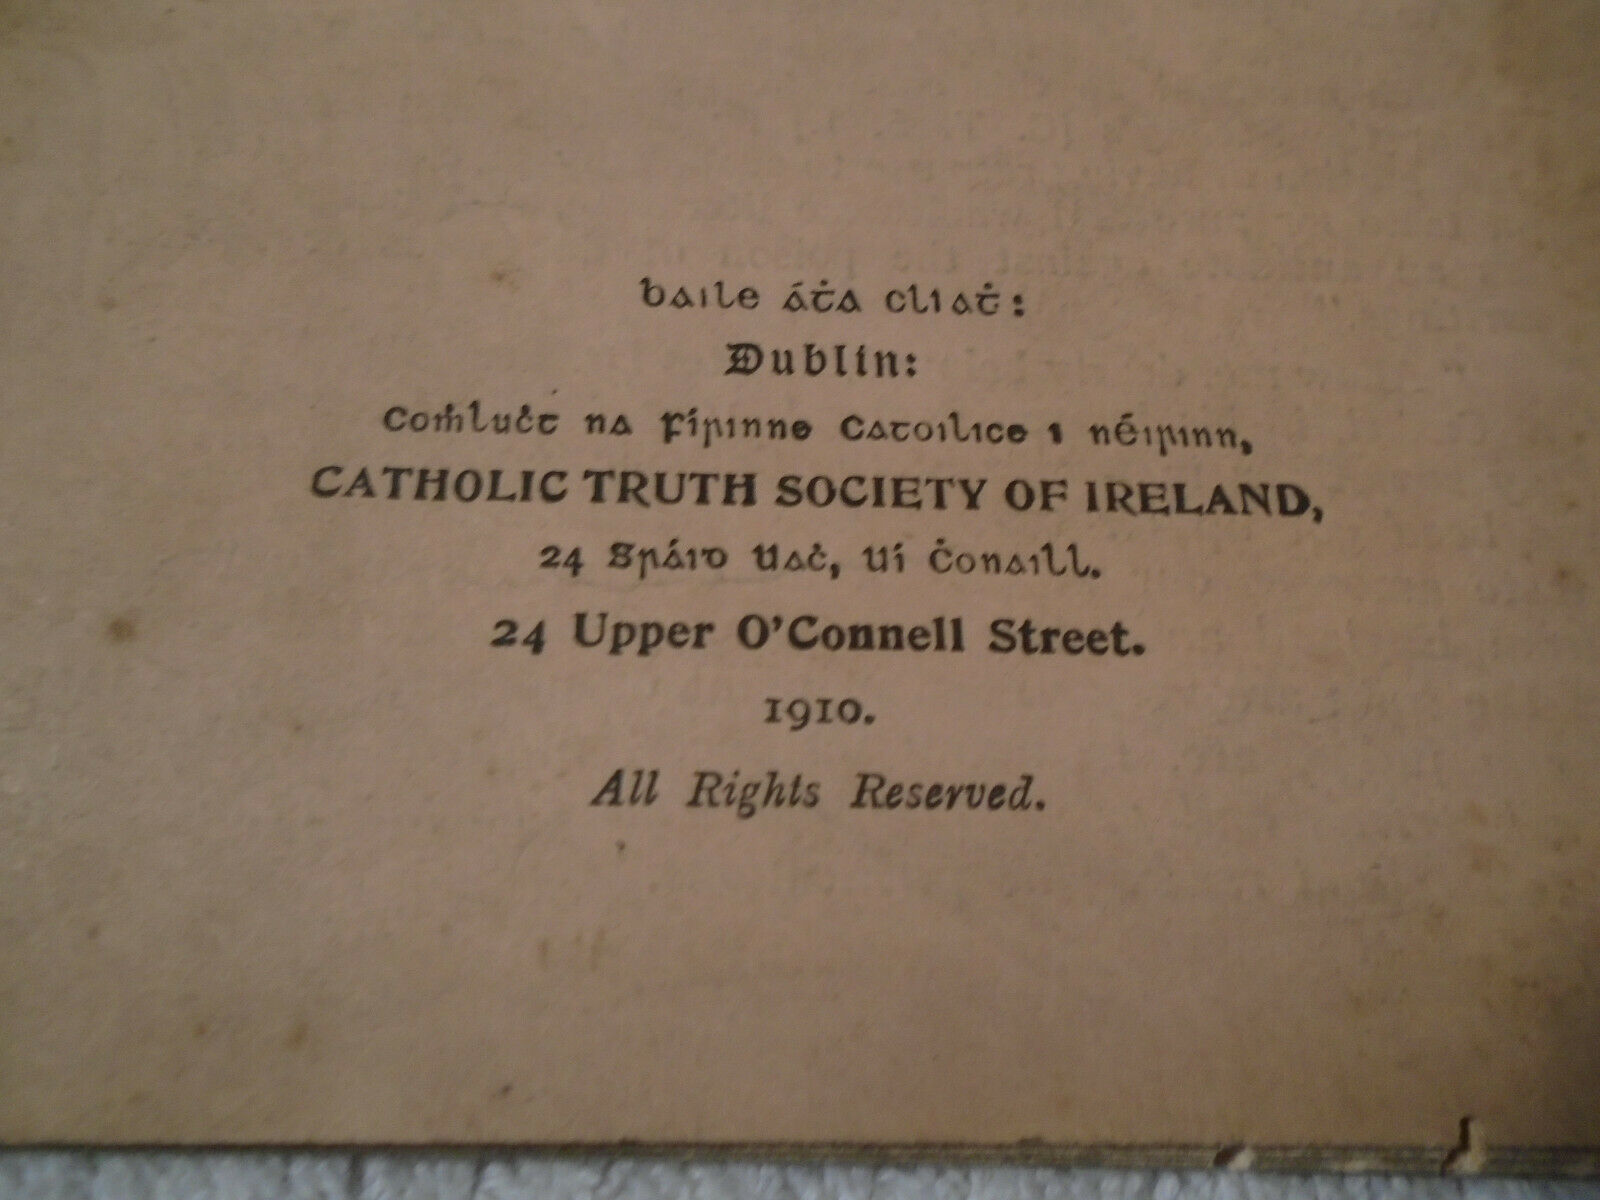 baile áṫa cliaṫ:
Dublin:
Coṁluċt na Fírinne Catoilice i nÉirinn,
CATHOLIC TRUTH SOCIETY OF IRELAND,
24 Sráid Uaċ, Uí Ċonaill.
24 Upper O'Connell Street.
1910.
All Rights Reserved.